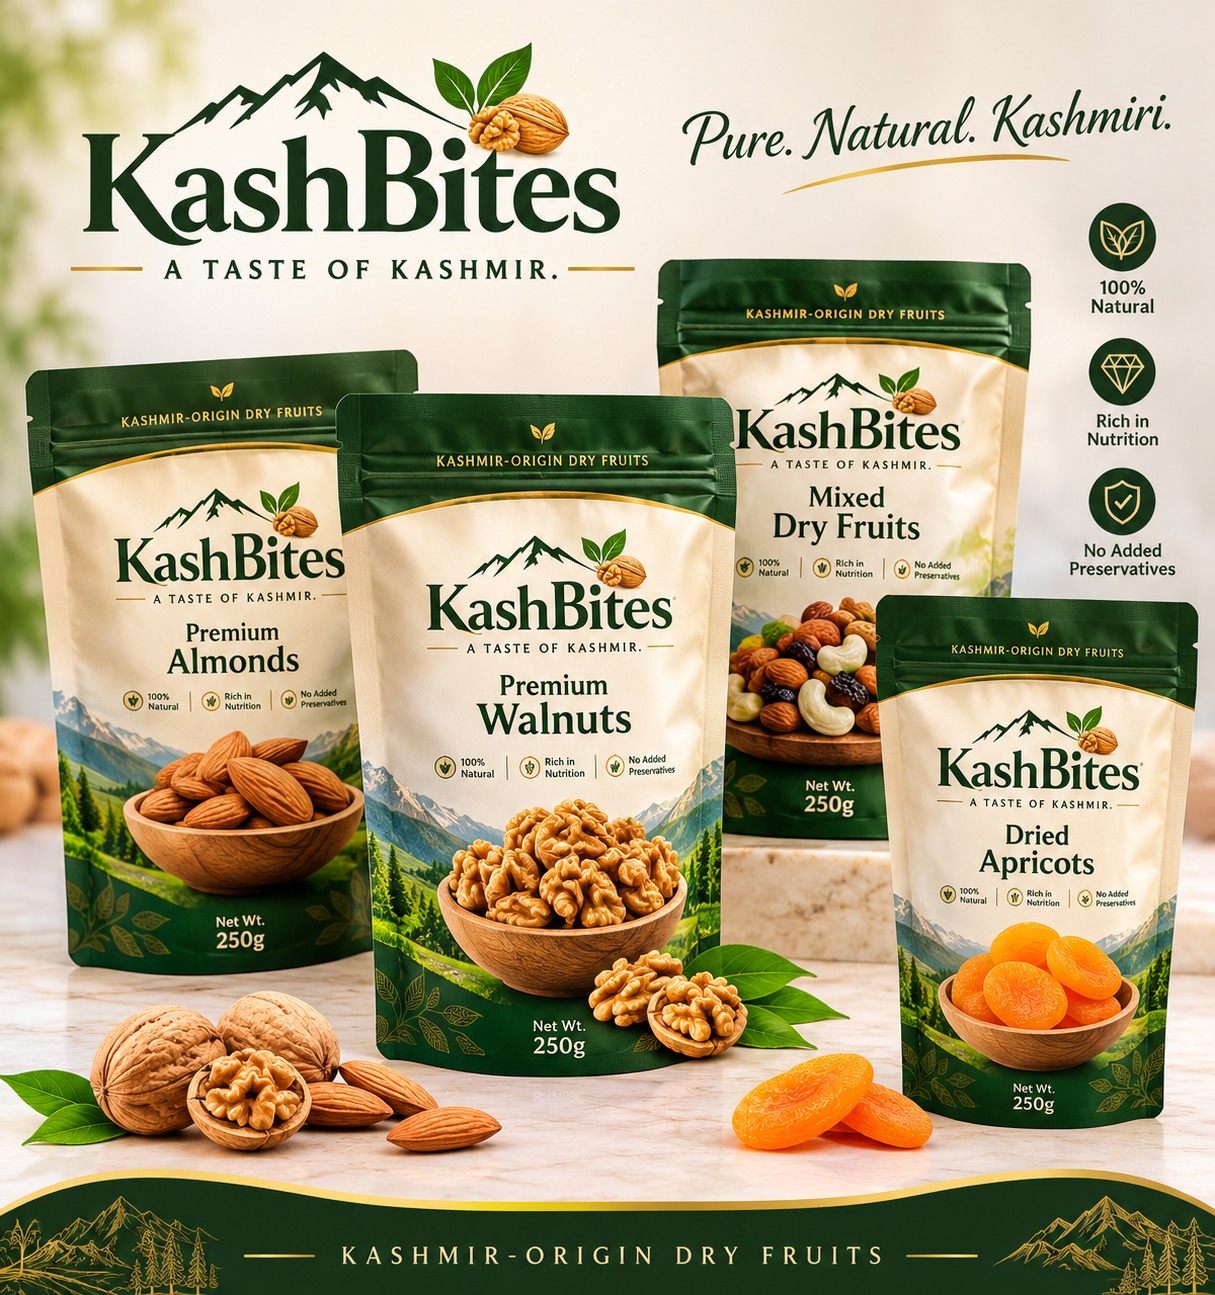 KashBites
A TASTE OF KASHMIR.
Pure. Natural. Kashmiri.
100%
Natural
Rich in
Nutrition
No Added
Preservatives
KASHMIR-ORIGIN DRY FRUITS
KashBites
A TASTE OF KASHMIR.
Premium
Almonds
100%
Natural
Rich in
Nutrition
No Added
Preservatives
Net Wt.
250g
KASHMIR-ORIGIN DRY FRUITS
KashBites
A TASTE OF KASHMIR.
Premium
Walnuts
100%
Natural
Rich in
Nutrition
No Added
Preservatives
Net Wt.
250g
KASHMIR-ORIGIN DRY FRUITS
KashBites
A TASTE OF KASHMIR.
Mixed
Dry Fruits
100%
Natural
Rich in
Nutrition
No Added
Preservatives
Net Wt.
250g
KASHMIR-ORIGIN DRY FRUITS
KashBites
A TASTE OF KASHMIR.
Dried
Apricots
100%
Natural
Rich in
Nutrition
No Added
Preservatives
Net Wt.
250g
KASHMIR-ORIGIN DRY FRUITS